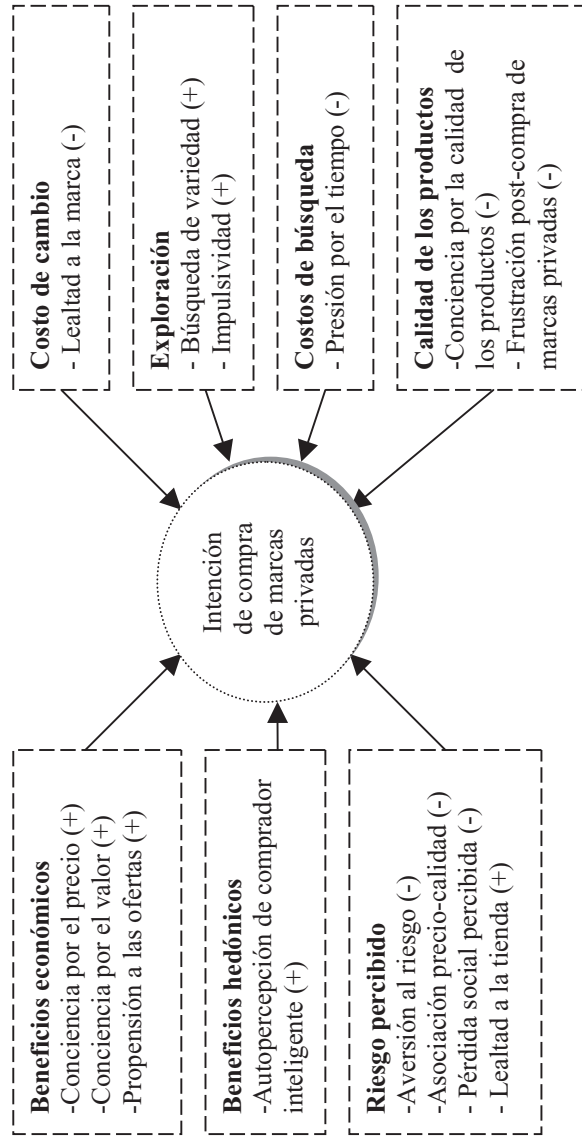 Beneficios económicos
-Conciencia por el precio (+)
-Conciencia por el valor (+)
-Propensión a las ofertas (+)
Beneficios hedónicos
-Autopercepción de comprador
inteligente (+)
Riesgo percibido
-Aversión al riesgo (-)
-Asociación precio-calidad (-)
- Pérdida social percibida (-)
- Lealtad a la tienda (+)
Intención
de compra
de marcas
privadas
Costo de cambio
- Lealtad a la marca (-)
Exploración
- Búsqueda de variedad (+)
- Impulsividad (+)
Costos de búsqueda
- Presión por el tiempo (-)
Calidad de los productos
-Conciencia por la calidad de
los productos (-)
- Frustración post-compra de
marcas privadas (-)